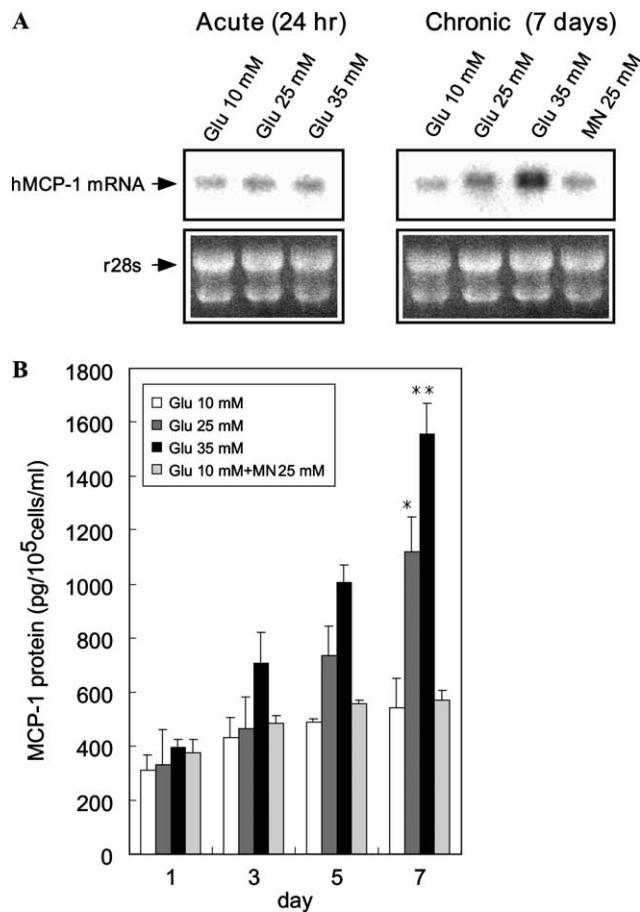 A
Acute (24 hr)
Chronic (7 days)
Glu 10 mM
Glu 25 mM
Glu 35 mM
Glu 10 mM
Glu 25 mM
Glu 35 mM
MN 25 mM
hMCP-1 mRNA
r28s
B
1800
1600
1400
1200
1000
800
600
400
200
0
MCP-1 protein (pg/10⁵cells/ml)
Glu 10 mM
Glu 25 mM
Glu 35 mM
Glu 10 mM+MN 25 mM
* *
*
1 3 5 7
day